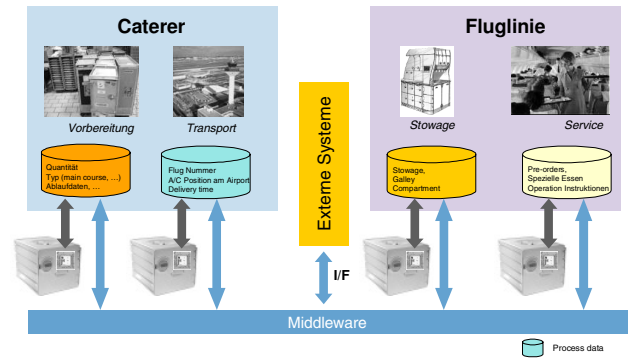 Caterer
Fluglinie
Vorbereitung
Transport
Stowage
Service
Quantität
Typ (main course, ...)
Ablaufdaten, ...
Flug Nummer
A/C Position am Airport
Delivery time
Externe Systeme
Stowage,
Galley
Compartment
Pre-orders,
Spezielle Essen
Operation Instruktionen
I/F
Middleware
Process data